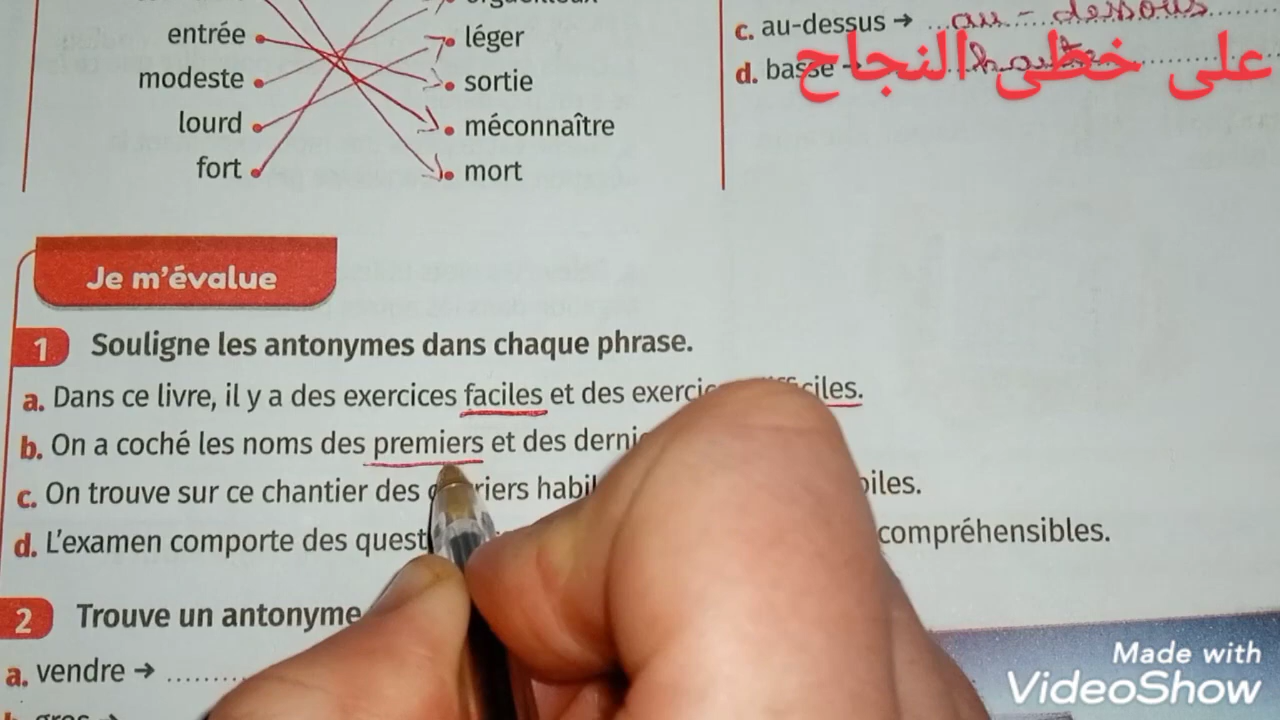 entrée
modeste
lourd
fort
léger
sortie
méconnaître
mort
c. au-dessus → au-dessous
d. basse → haute
على خطى النجاح
Je m'évalue
1 Souligne les antonymes dans chaque phrase.
a. Dans ce livre, il y a des exercices faciles et des
b. On a coché les noms des premiers et des
c. On trouve sur ce chantier des
d. L'examen comporte des compréhensibles.
2 Trouve un antonyme
a. vendre →
Made with
VideoShow